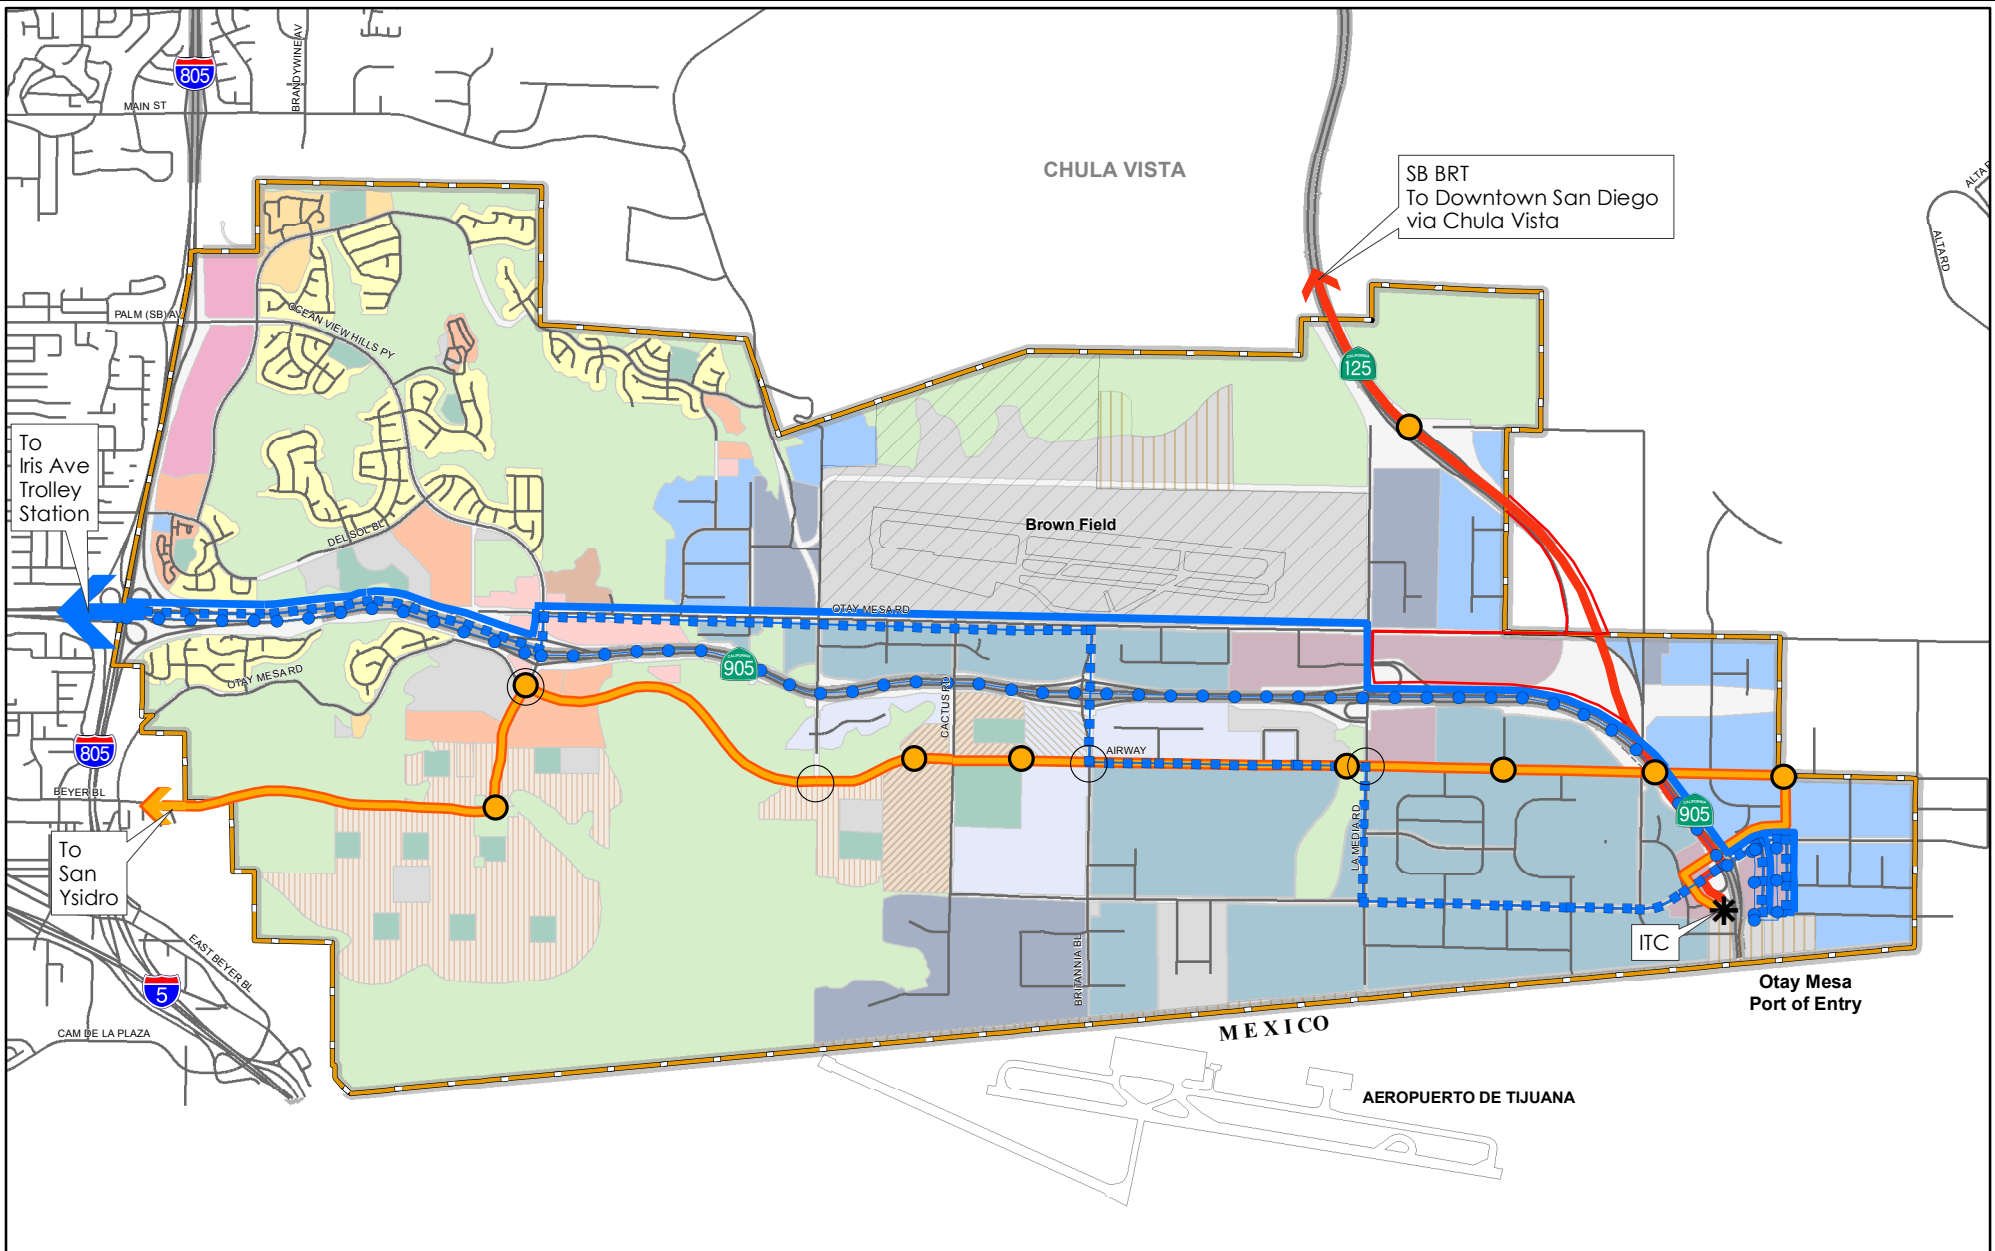 805
MAIN ST
BRANDYWINE AV
CHULA VISTA
SB BRT
To Downtown San Diego
via Chula Vista
ALTA RD
PALM (SB) AV
OCEAN VIEW HILLS PY
CALIFORNIA
125
To
Iris Ave
Trolley
Station
DEL SOL BL
Brown Field
OTAY MESA RD
OTAY MESA RD
CALIFORNIA
905
CACTUS RD
AIRWAY
805
BEYER BL
LA MEDIA RD
CALIFORNIA
905
To
San
Ysidro
ITC
EAST BEYER BL
BRITANNIA BL
5
Otay Mesa
Port of Entry
CAM DE LA PLAZA
MEXICO
AEROPUERTO DE TIJUANA